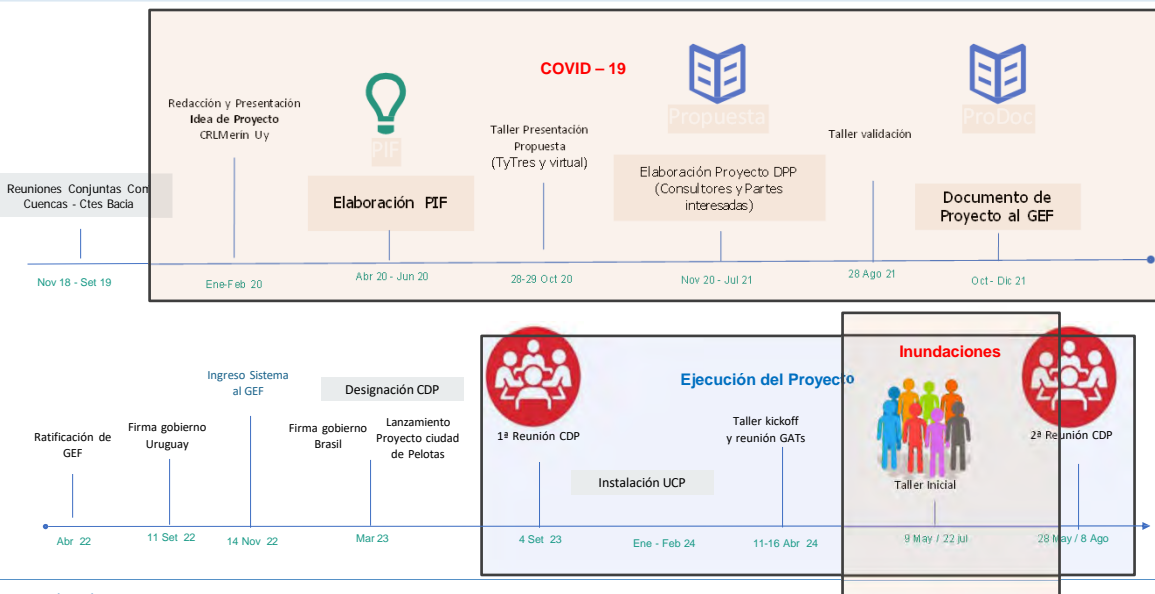 COVID – 19
Redacción y Presentación
Idea de Proyecto
CRLMerín Uy
PIF
Elaboración PIF
Taller Presentación
Propuesta
(TyTres y virtual)
Propuesta
Elaboración Proyecto DPP
(Consultores y Partes
interesadas)
Taller validación
ProDoc
Documento de
Proyecto al GEF
Reuniones Conjuntas Com
Cuencas - Ctes Bacia
Nov 18 - Set 19
Ene-Feb 20
Abr 20 - Jun 20
28-29 Oct 20
Nov 20 - Jul 21
28 Ago 21
Oct - Dic 21
Ratificación de
GEF
Firma gobierno
Uruguay
Ingreso Sistema
al GEF
Designación CDP
Firma gobierno
Brasil
Lanzamiento
Proyecto ciudad
de Pelotas
1ª Reunión CDP
Ejecución del Proyecto
Instalación UCP
Taller kickoff
y reunión GATs
Inundaciones
Taller Inicial
2ª Reunión CDP
Abr 22
11 Set 22
14 Nov 22
Mar 23
4 Set 23
Ene - Feb 24
11-16 Abr 24
9 May / 22 jul
28 May / 8 Ago